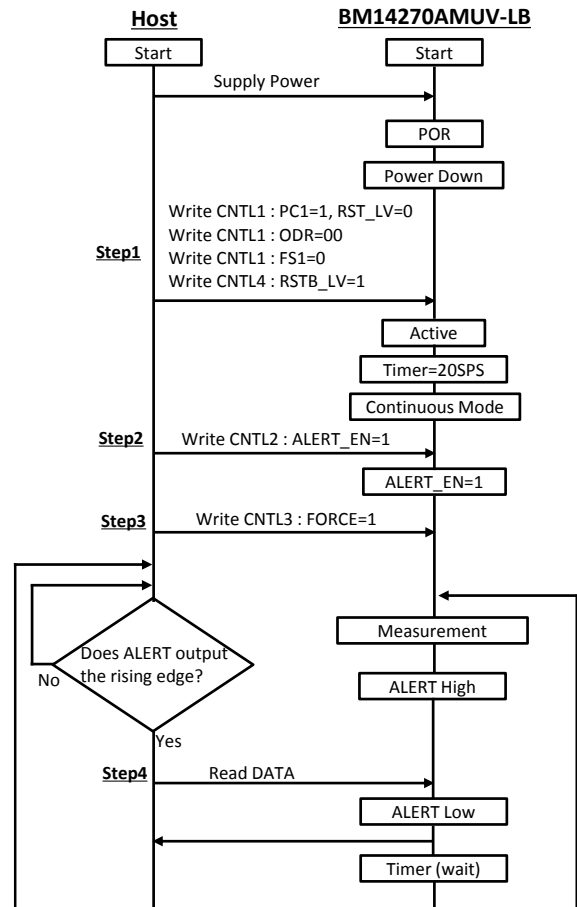 Host
BM14270AMUV-LB
Start
Start
Supply Power
POR
Power Down
Write CNTL1 : PC1=1, RST_LV=0
Write CNTL1 : ODR=00
Step1
Write CNTL1 : FS1=0
Write CNTL4 : RSTB_LV=1
Active
Timer=20SPS
Continuous Mode
Step2
Write CNTL2 : ALERT_EN=1
ALERT_EN=1
Step3
Write CNTL3 : FORCE=1
Measurement
Does ALERT output
the rising edge?
No
ALERT High
Yes
Step4
Read DATA
ALERT Low
Timer (wait)